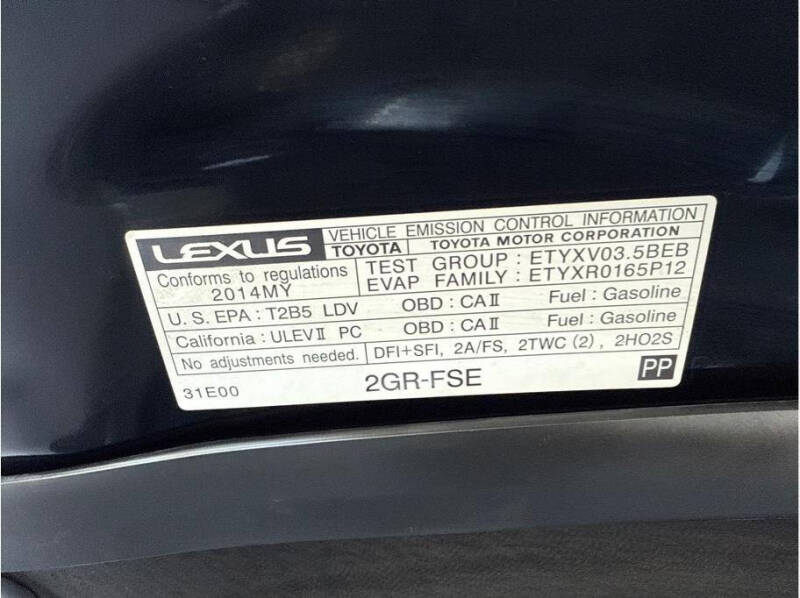 LEXUS VEHICLE EMISSION CONTROL INFORMATION
TOYOTA TOYOTA MOTOR CORPORATION
Conforms to regulations 2014MY
TEST GROUP : ETYXV03.5BEB
EVAP FAMILY : ETYXR0165P12
U. S. EPA : T2B5 LDV OBD : CAⅡ Fuel : Gasoline
California : ULEVⅡ PC OBD : CAⅡ Fuel : Gasoline
No adjustments needed. DFI+SFI, 2A/FS, 2TWC (2) , 2HO2S
31E00 2GR-FSE PP